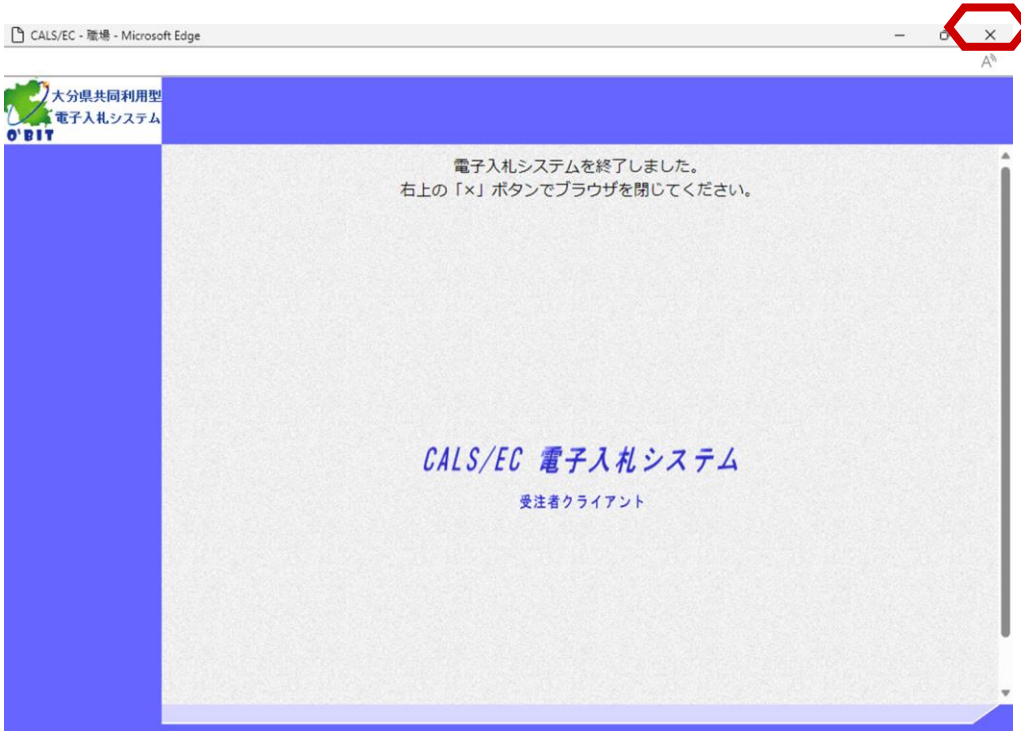 CALS/EC - 職場 - Microsoft Edge
大分県共同利用型
電子入札システム
O'BIT
電子入札システムを終了しました。
右上の「×」ボタンでブラウザを閉じてください。
CALS/EC 電子入札システム
受注者クライアント